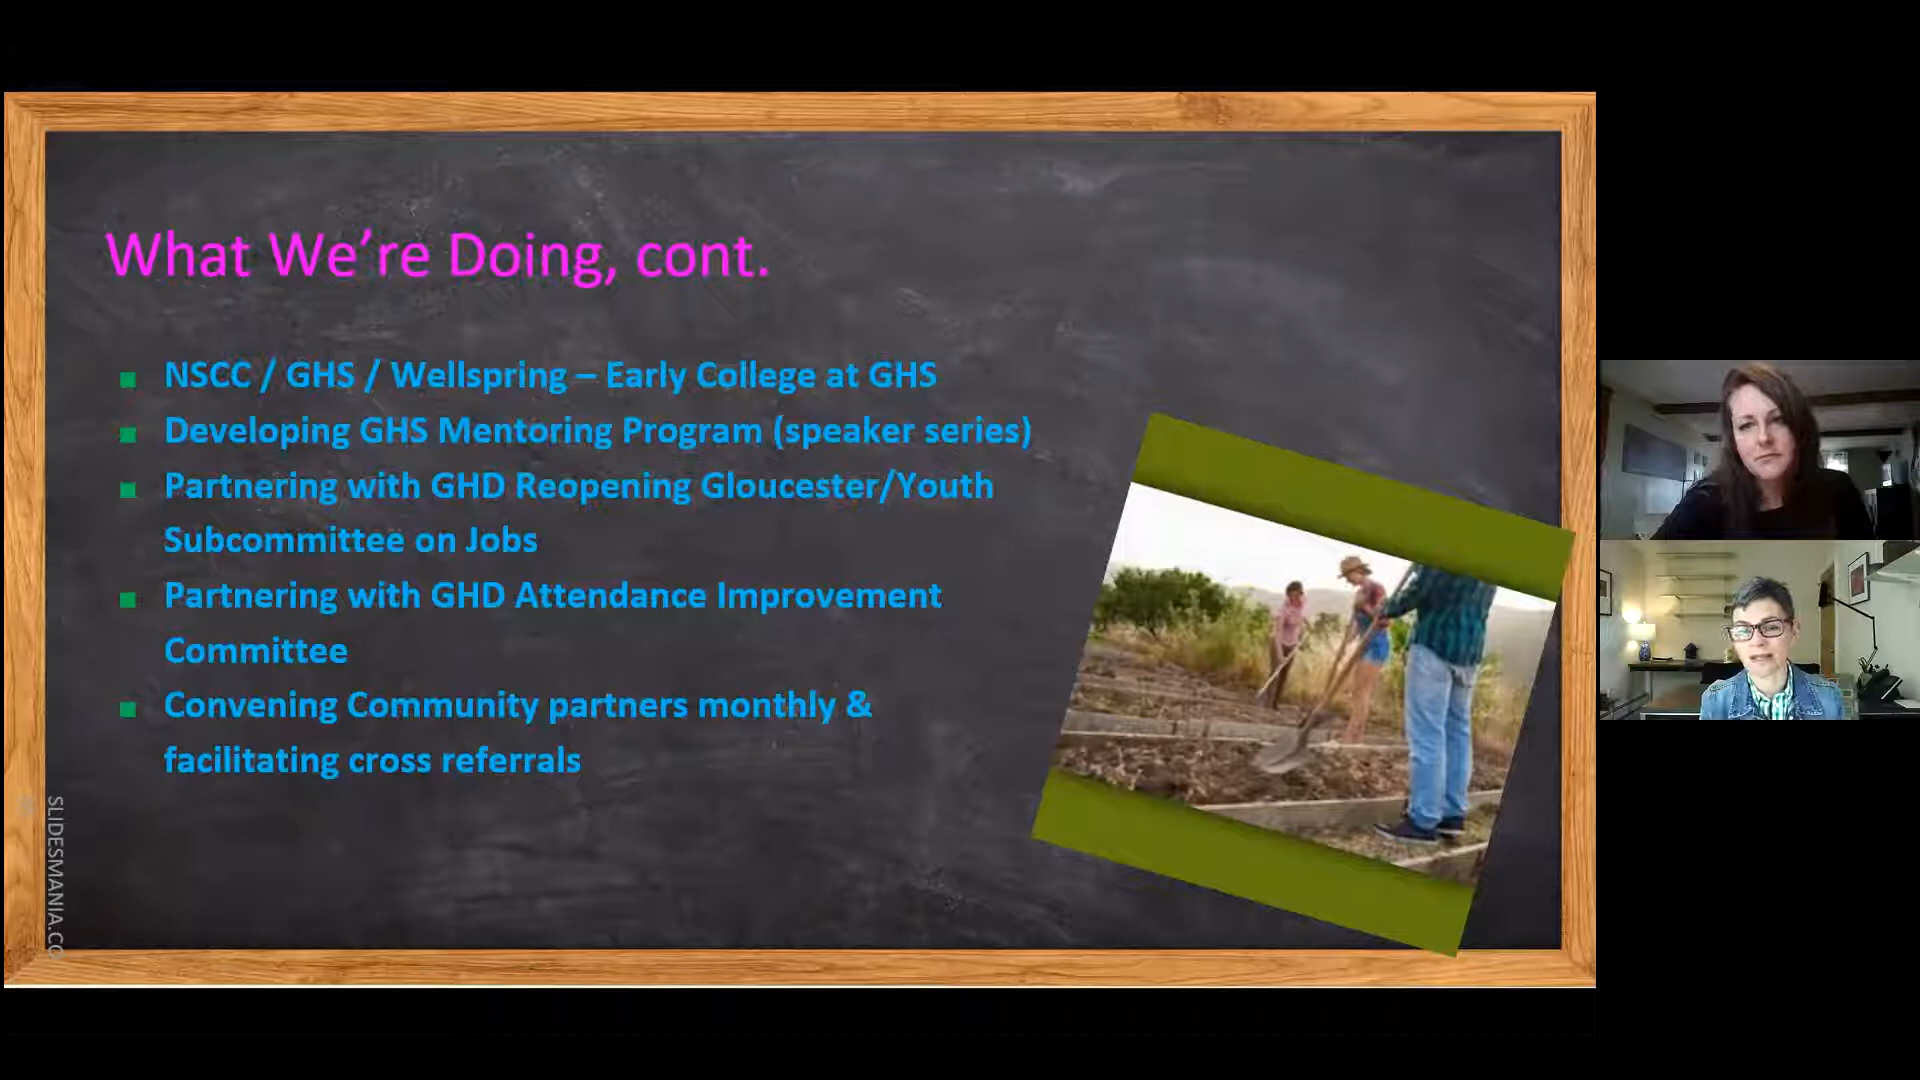 What We’re Doing, cont.
NSCC / GHS / Wellspring – Early College at GHS
Developing GHS Mentoring Program (speaker series)
Partnering with GHD Reopening Gloucester/Youth
Subcommittee on Jobs
Partnering with GHD Attendance Improvement
Committee
Convening Community partners monthly &
facilitating cross referrals
SLIDESMANIA.CO